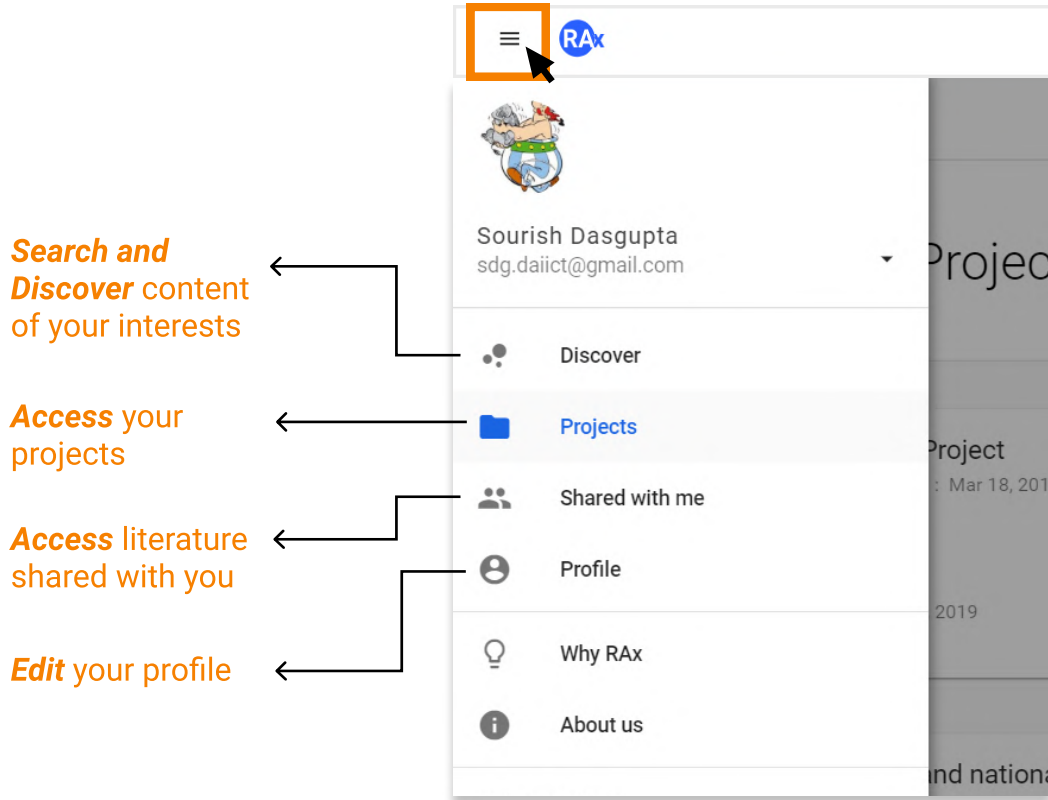 RAx
Sourish Dasgupta
sdg.daiict@gmail.com
Search and
Discover content
of your interests
Access your
projects
Access literature
shared with you
Edit your profile
Discover
Projects
Shared with me
Profile
Why RAx
About us
Projec
Project
: Mar 18, 201
2019
and nationa